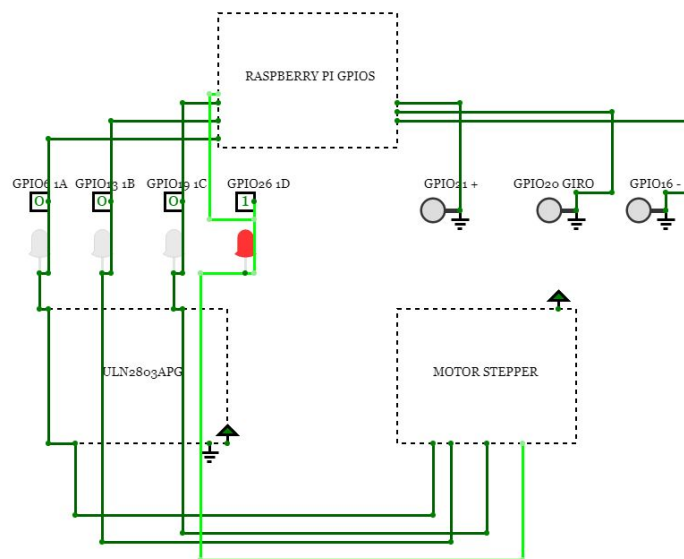 RASPBERRY PI GPIOS
GPIO6 1A GPIO13 1B GPIO19 1C GPIO26 1D GPIO21 + GPIO20 GIRO GPIO16 -
0 0 0 1
ULN2803APG MOTOR STEPPER